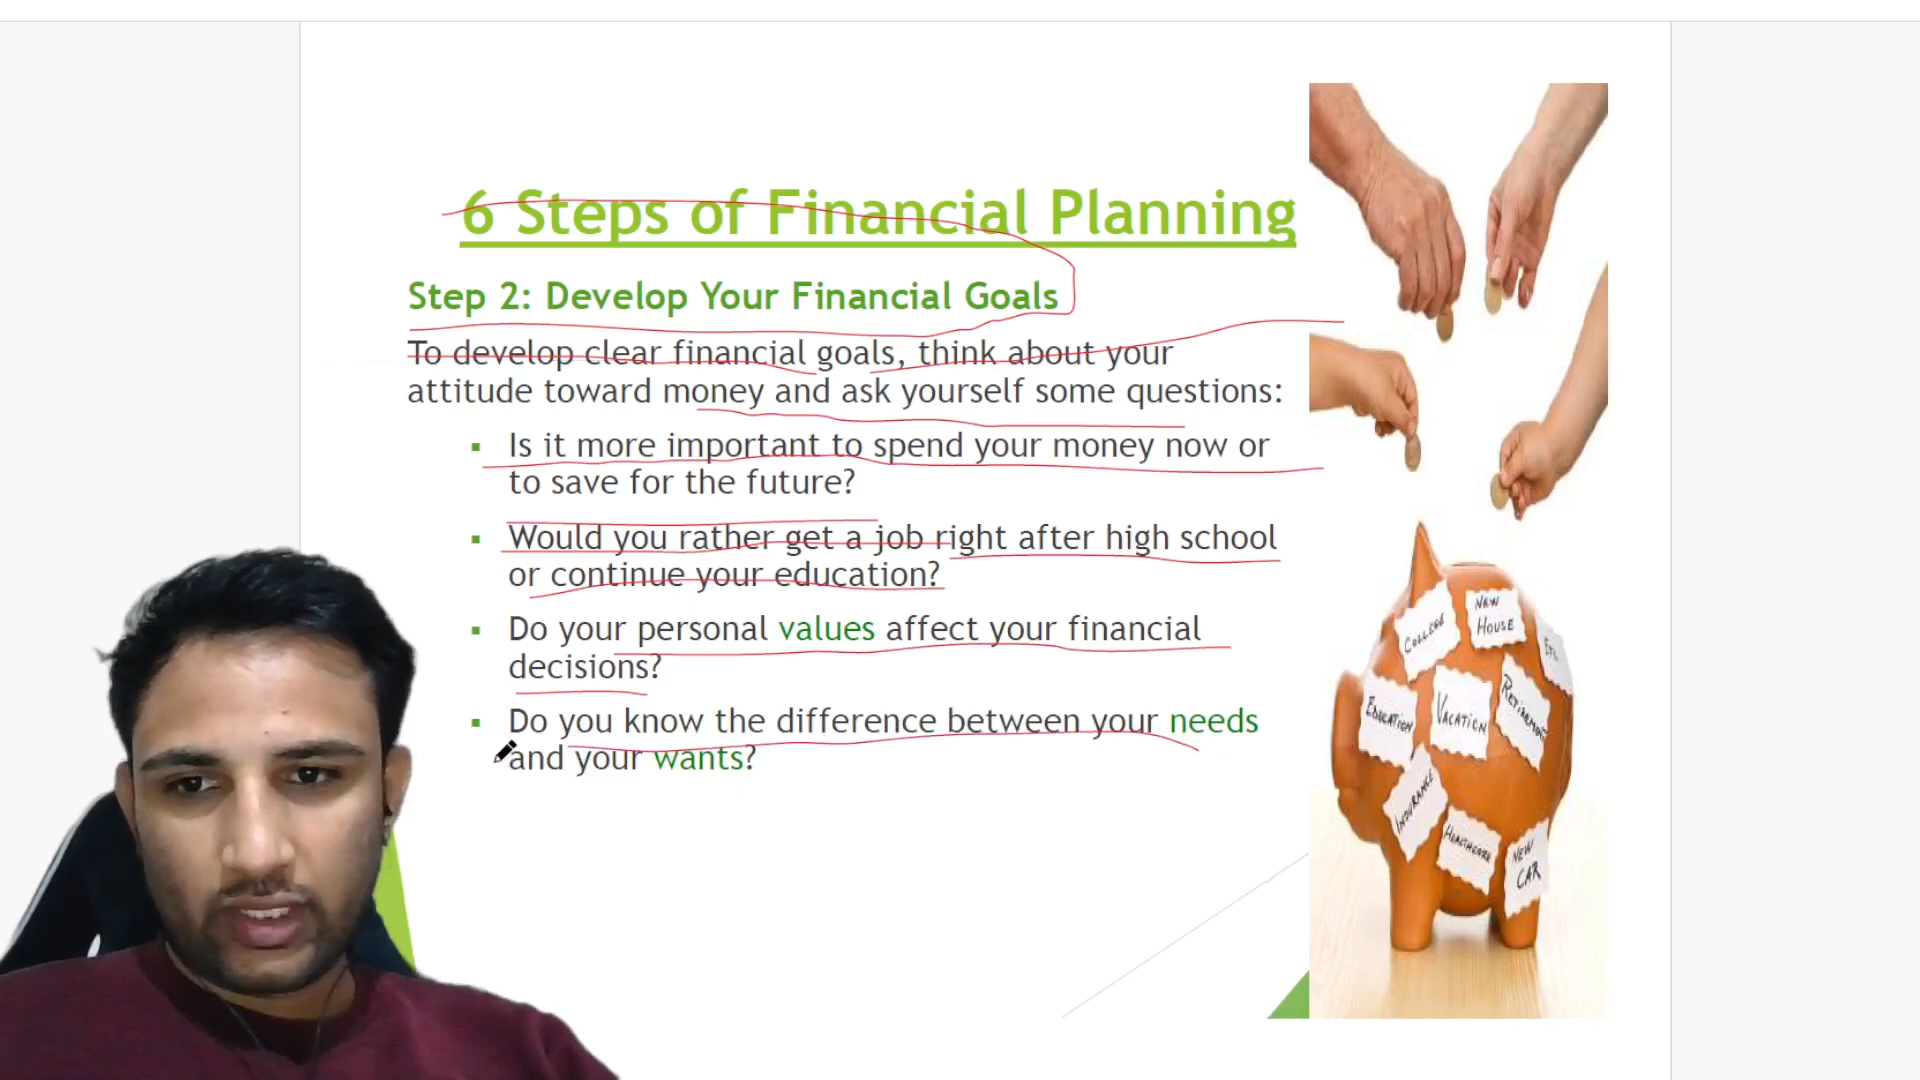 6 Steps of Financial Planning
Step 2: Develop Your Financial Goals
To develop clear financial goals, think about your
attitude toward money and ask yourself some questions:
▪ Is it more important to spend your money now or
to save for the future?
▪ Would you rather get a job right after high school
or continue your education?
▪ Do your personal values affect your financial
decisions?
▪ Do you know the difference between your needs
and your wants?
COLLEGE
NEW
HOUSE
ETC
EDUCATION
VACATION
RETIREMENT
INSURANCE
HEALTHCARE
NEW
CAR